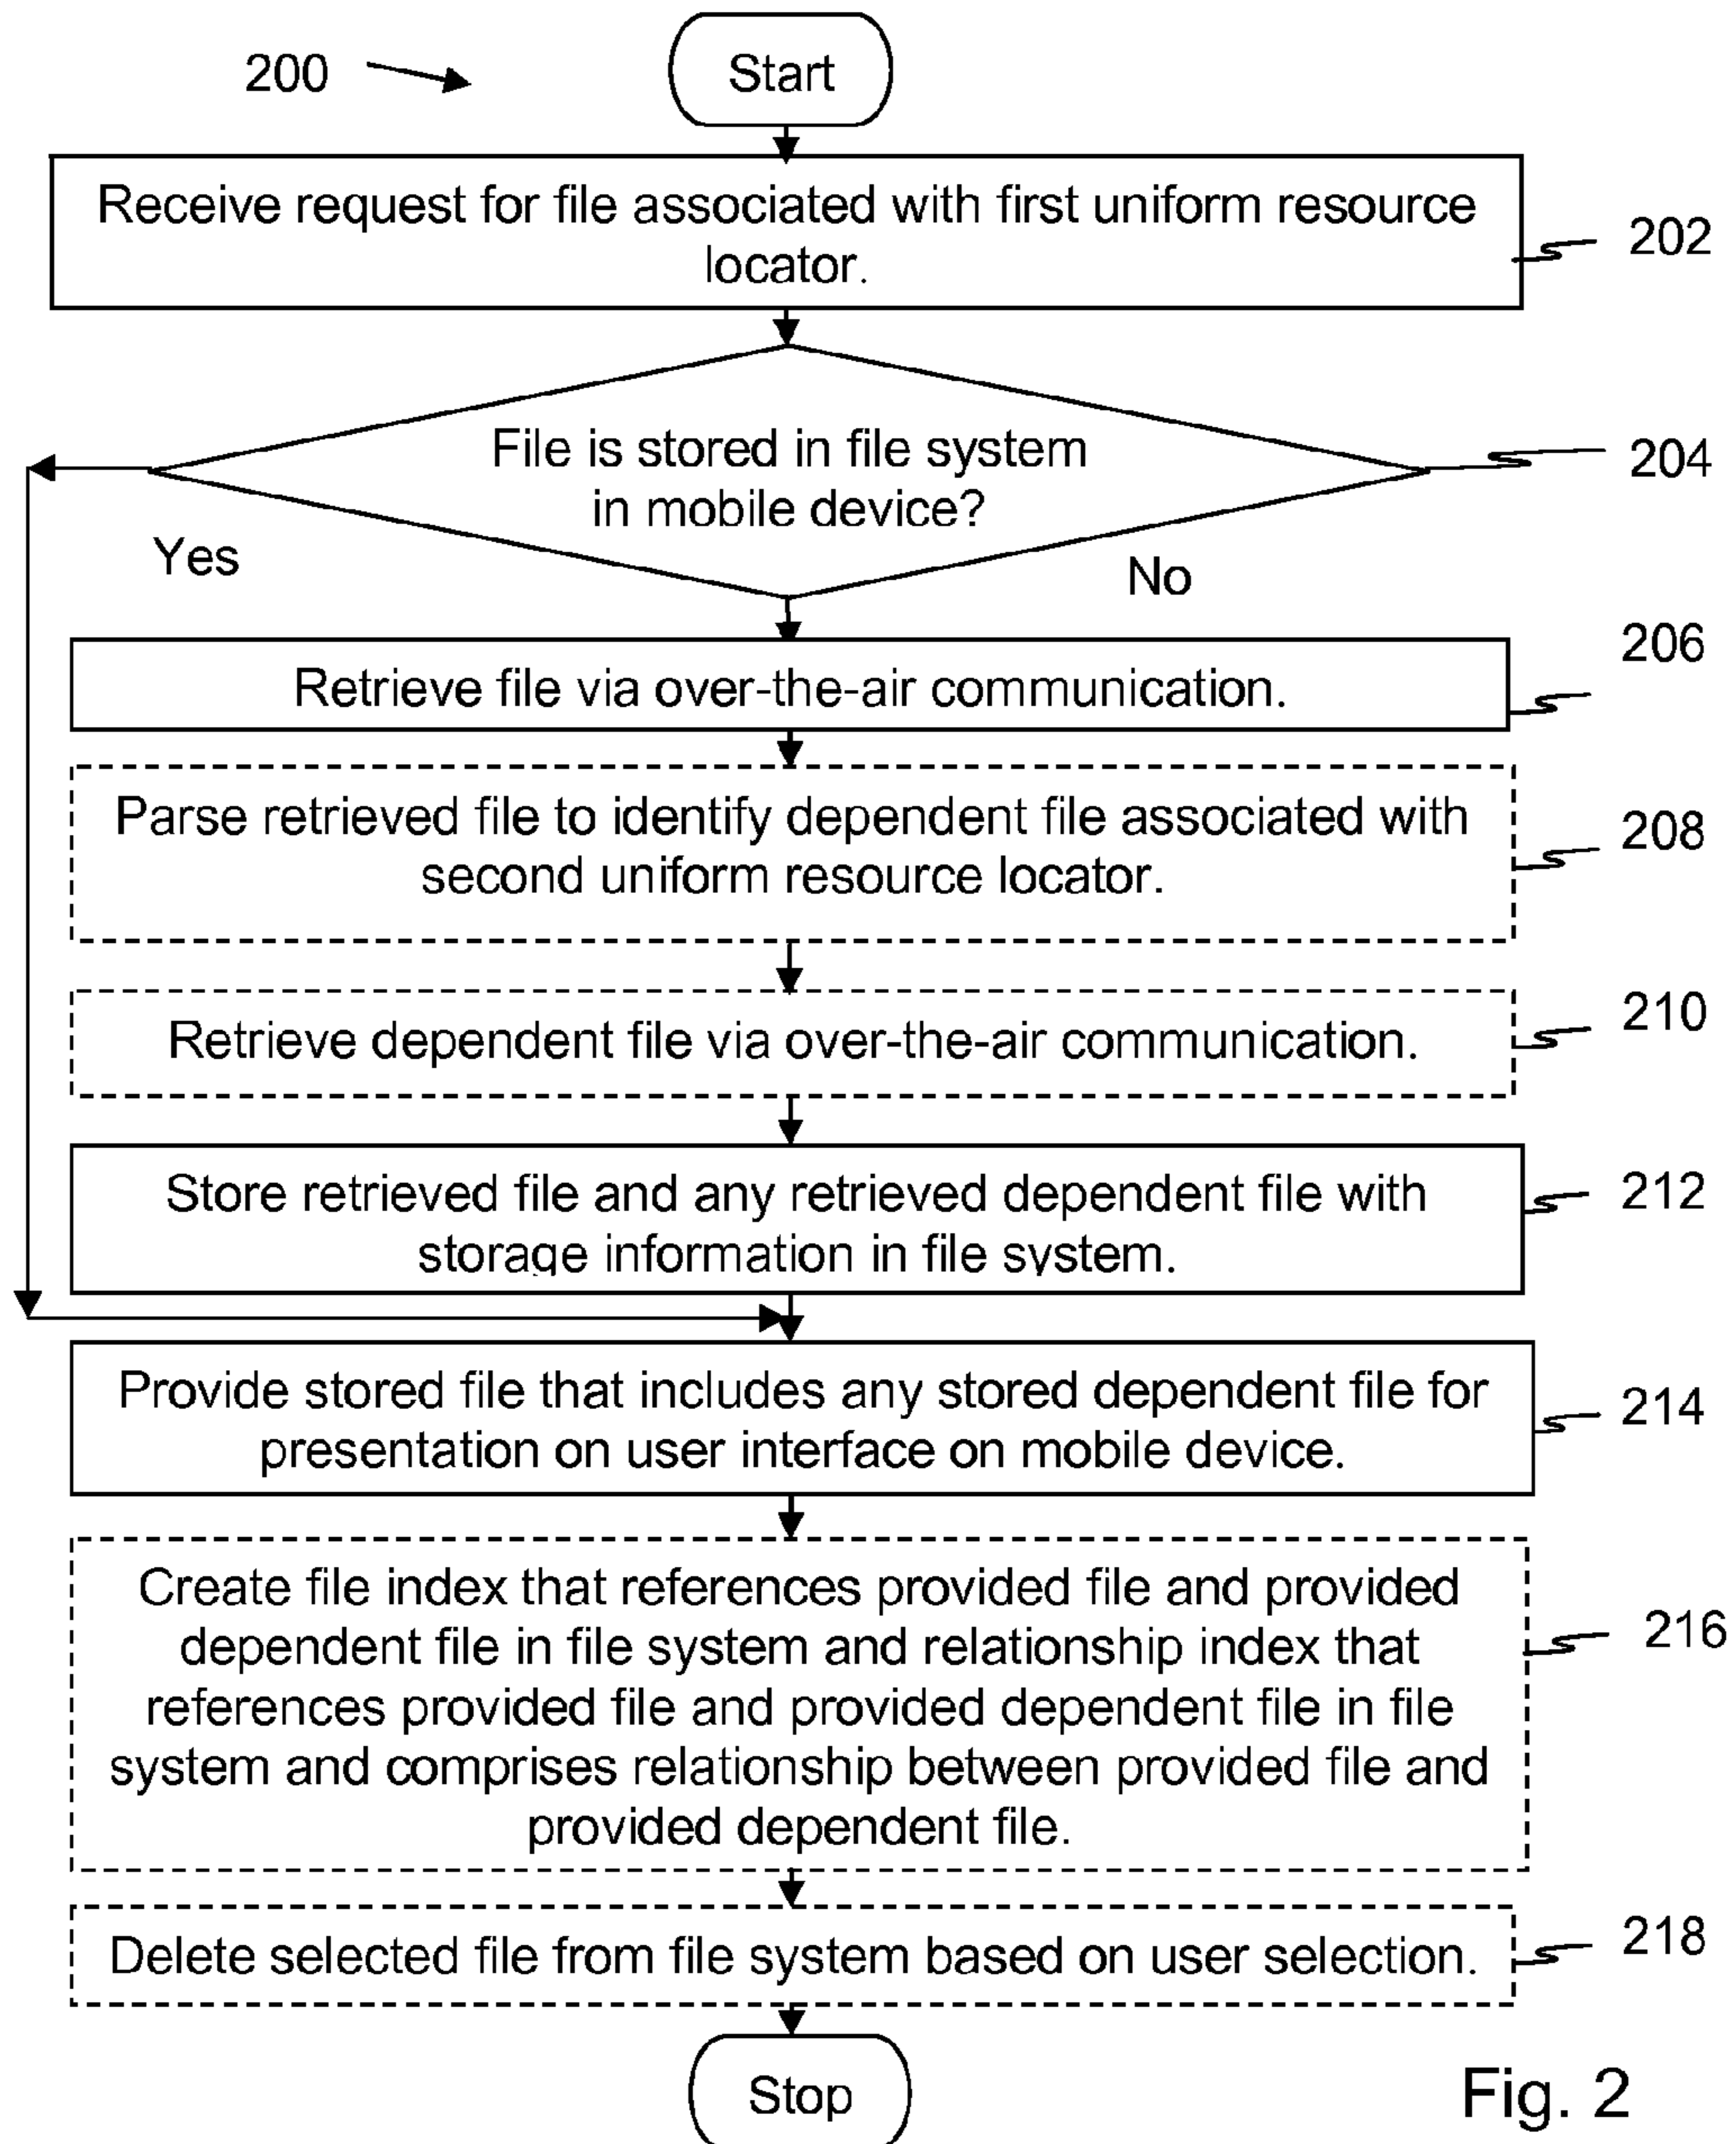 200
Start
Receive request for file associated with first uniform resource
locator.
202
File is stored in file system
in mobile device?
204
Yes
No
206
Retrieve file via over-the-air communication.
Parse retrieved file to identify dependent file associated with
second uniform resource locator.
208
210
Retrieve dependent file via over-the-air communication.
Store retrieved file and any retrieved dependent file with
storage information in file system.
212
Provide stored file that includes any stored dependent file for
presentation on user interface on mobile device.
214
Create file index that references provided file and provided
dependent file in file system and relationship index that
references provided file and provided dependent file in file
system and comprises relationship between provided file and
provided dependent file.
216
Delete selected file from file system based on user selection.
218
Stop
Fig. 2